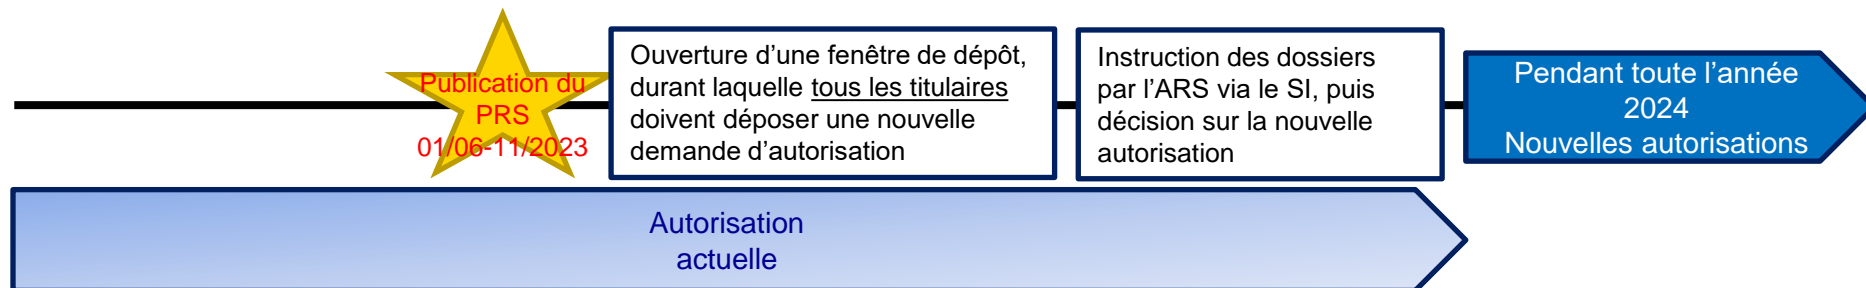 Publication du
PRS
01/06-11/2023
Ouverture d’une fenêtre de dépôt,
durant laquelle tous les titulaires
doivent déposer une nouvelle
demande d’autorisation
Instruction des dossiers
par l’ARS via le SI, puis
décision sur la nouvelle
autorisation
Pendant toute l’année
2024
Nouvelles autorisations
Autorisation
actuelle